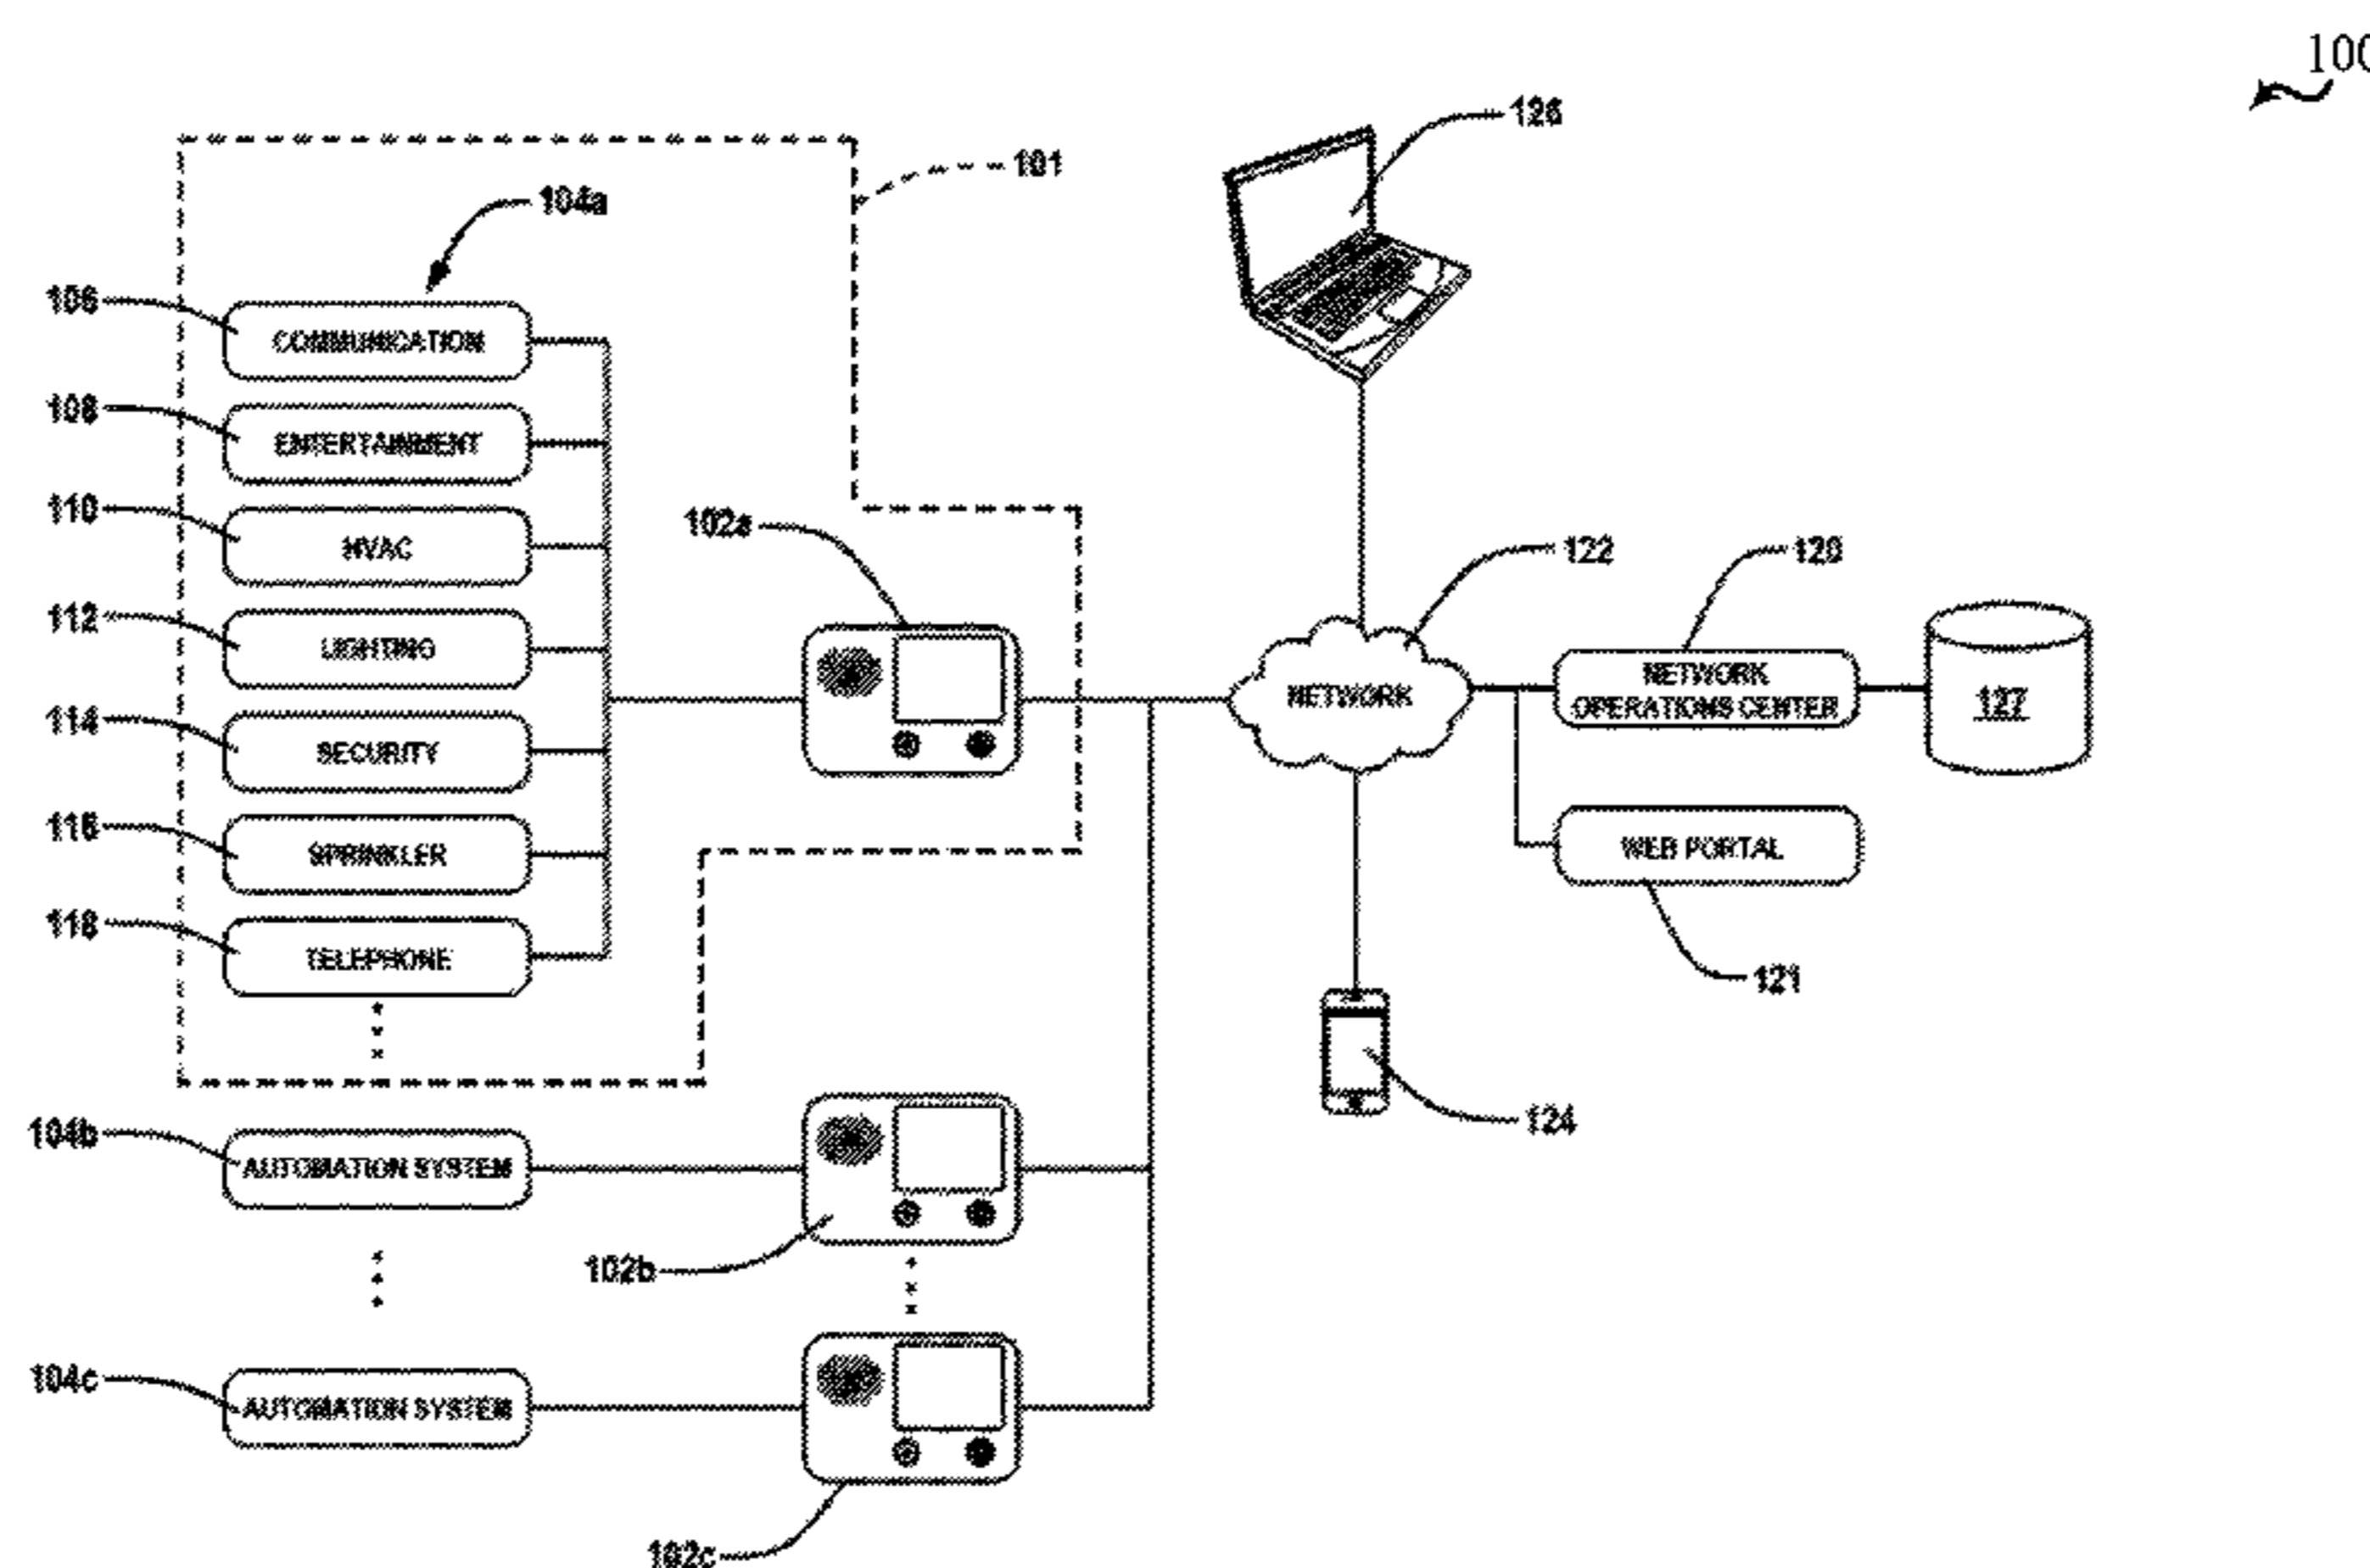 100
126
101
104a
106
COMMUNICATION
108
ENTERTAINMENT
110
HVAC
102a
122
120
112
LIGHTING
NETWORK
NETWORK
OPERATIONS CENTER
127
114
SECURITY
116
SPRINKLER
WEB PORTAL
118
TELEPHONE
121
124
104b
AUTOMATION SYSTEM
102b
104c
AUTOMATION SYSTEM
102c